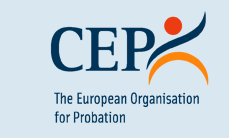 CEP
The European Organisation
for Probation